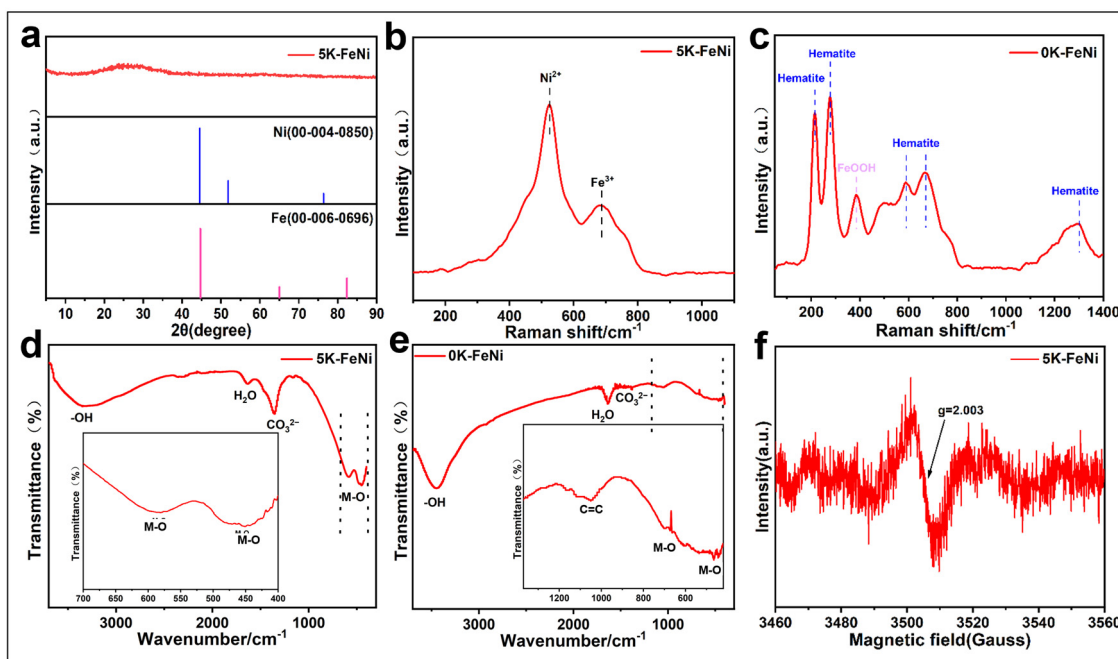 a
5K-FeNi
Ni(00-004-0850)
Fe(00-006-0696)
Intensity（a.u.）
10 20 30 40 50 60 70 80 90
2θ(degree)
b
5K-FeNi
Ni²⁺
Fe³⁺
Intensity（a.u.）
200 400 600 800 1000
Raman shift/cm⁻¹
c
0K-FeNi
Hematite
Hematite
FeOOH
Hematite
Hematite
Intensity（a.u.）
200 400 600 800 1000 1200 1400
Raman shift/cm⁻¹
d
5K-FeNi
-OH
H₂O
CO₃²⁻
M-O
Transmittance（%）
3000 2000 1000
Wavenumber/cm⁻¹
Transmittance（%）
M-O
M-O
700 650 600 550 500 450 400
e
0K-FeNi
-OH
H₂O
CO₃²⁻
Transmittance（%）
3000 2000 1000
Wavenumber/cm⁻¹
Transmittance（%）
C=C
M-O
M-O
1200 1000 800 600
f
5K-FeNi
g=2.003
Intensity(a.u.)
3460 3480 3500 3520 3540 3560
Magnetic field(Gauss)